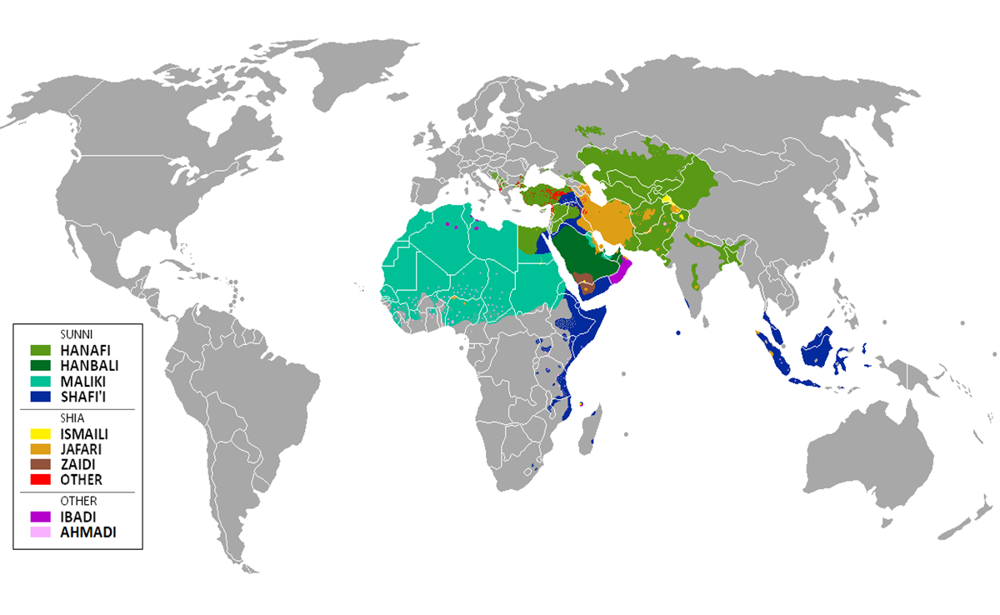 SUNNI
HANAFI
HANBALI
MALIKI
SHAFI'I
SHIA
ISMAILI
JAFARI
ZAIDI
OTHER
OTHER
IBADI
AHMADI